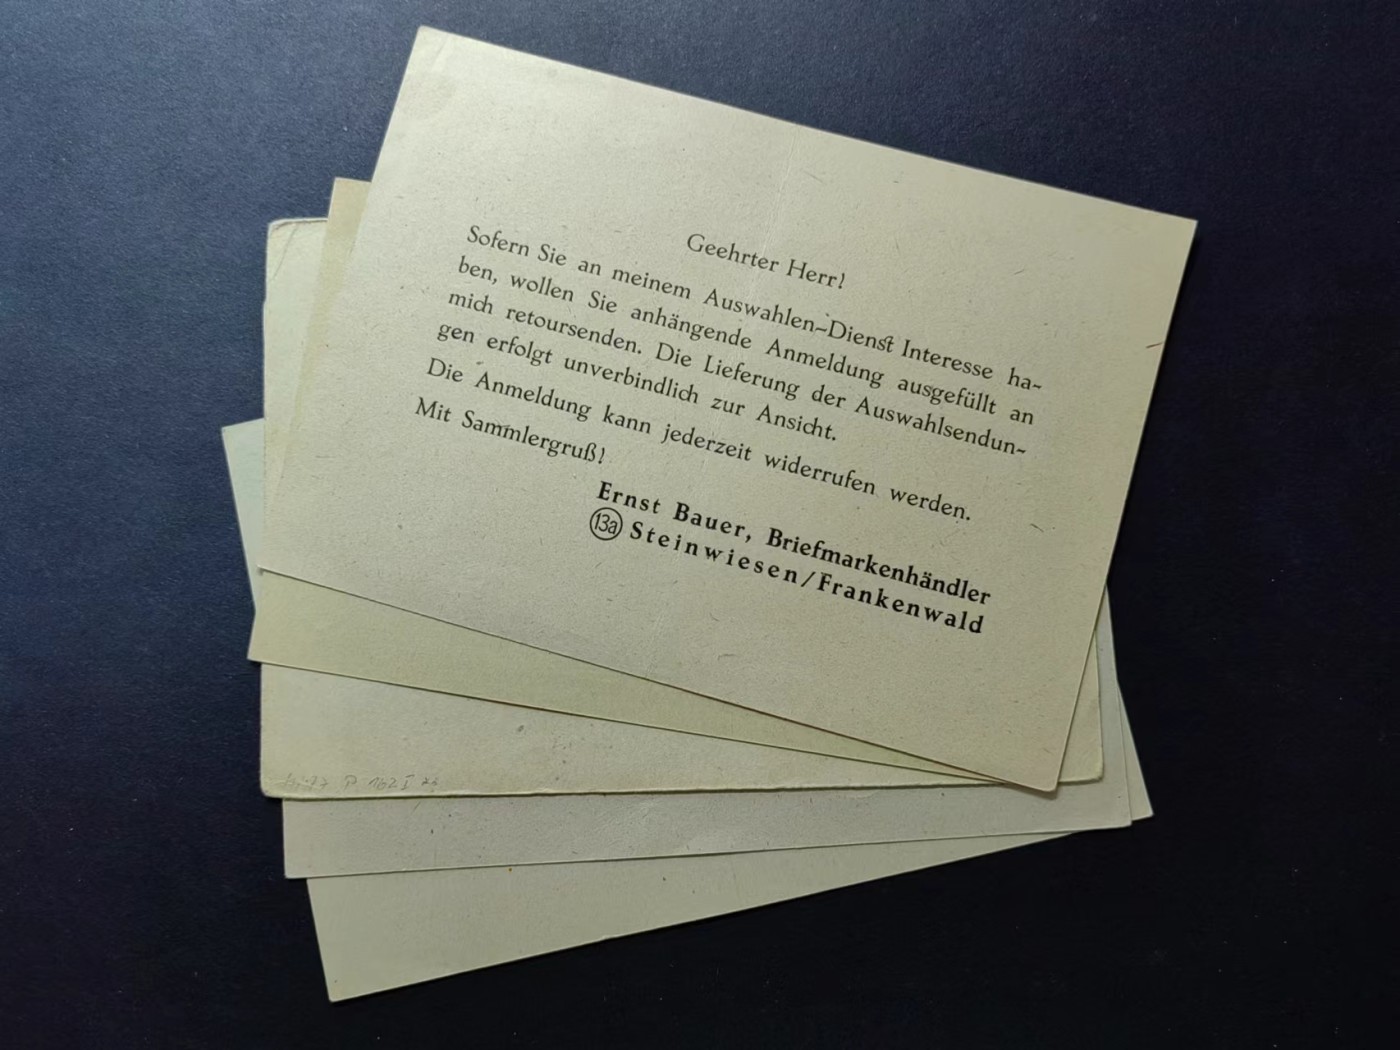 Geehrter Herr!
Sofern Sie an meinem Auswahlen-Dienst Interesse ha-
ben, wollen Sie anhängende Anmeldung ausgefüllt an
mich retoursenden. Die Lieferung der Auswahlsendun-
gen erfolgt unverbindlich zur Ansicht.
Die Anmeldung kann jederzeit widerrufen werden.
Mit Sammlergruß!
Ernst Bauer, Briefmarkenhändler
13a Steinwiesen/Frankenwald
P 162 I